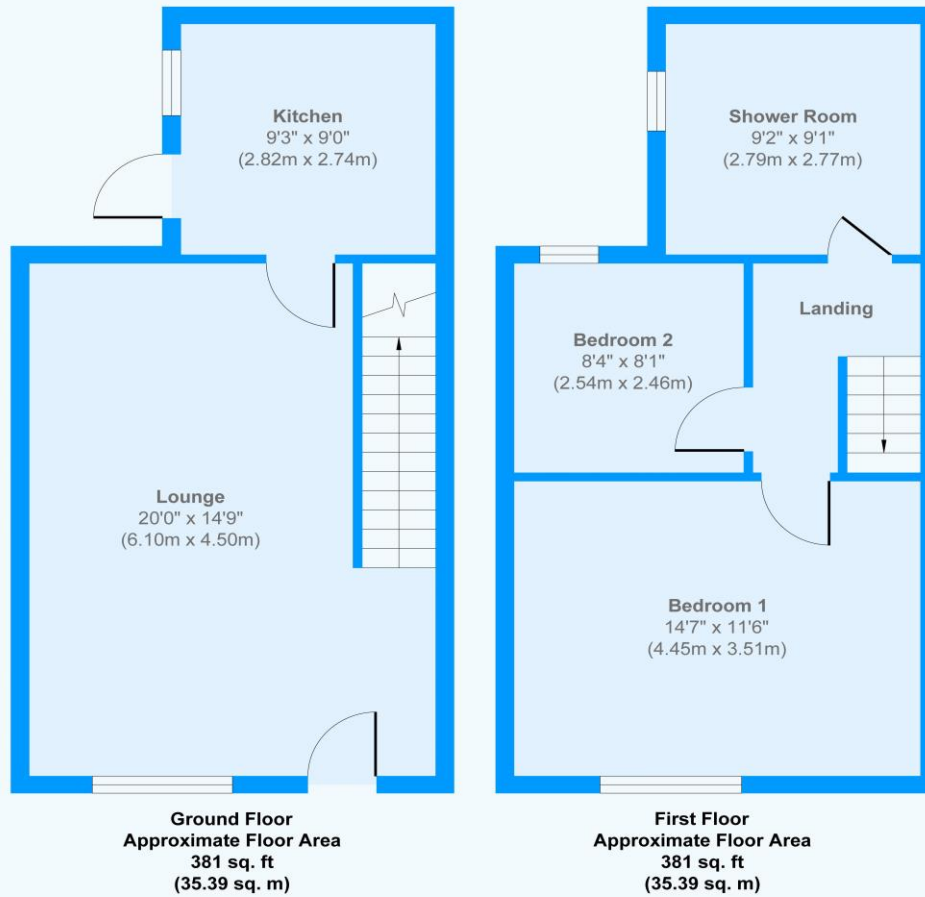 Kitchen
9'3" x 9'0"
(2.82m x 2.74m)
Lounge
20'0" x 14'9"
(6.10m x 4.50m)
Ground Floor
Approximate Floor Area
381 sq. ft
(35.39 sq. m)
Shower Room
9'2" x 9'1"
(2.79m x 2.77m)
Landing
Bedroom 2
8'4" x 8'1"
(2.54m x 2.46m)
Bedroom 1
14'7" x 11'6"
(4.45m x 3.51m)
First Floor
Approximate Floor Area
381 sq. ft
(35.39 sq. m)